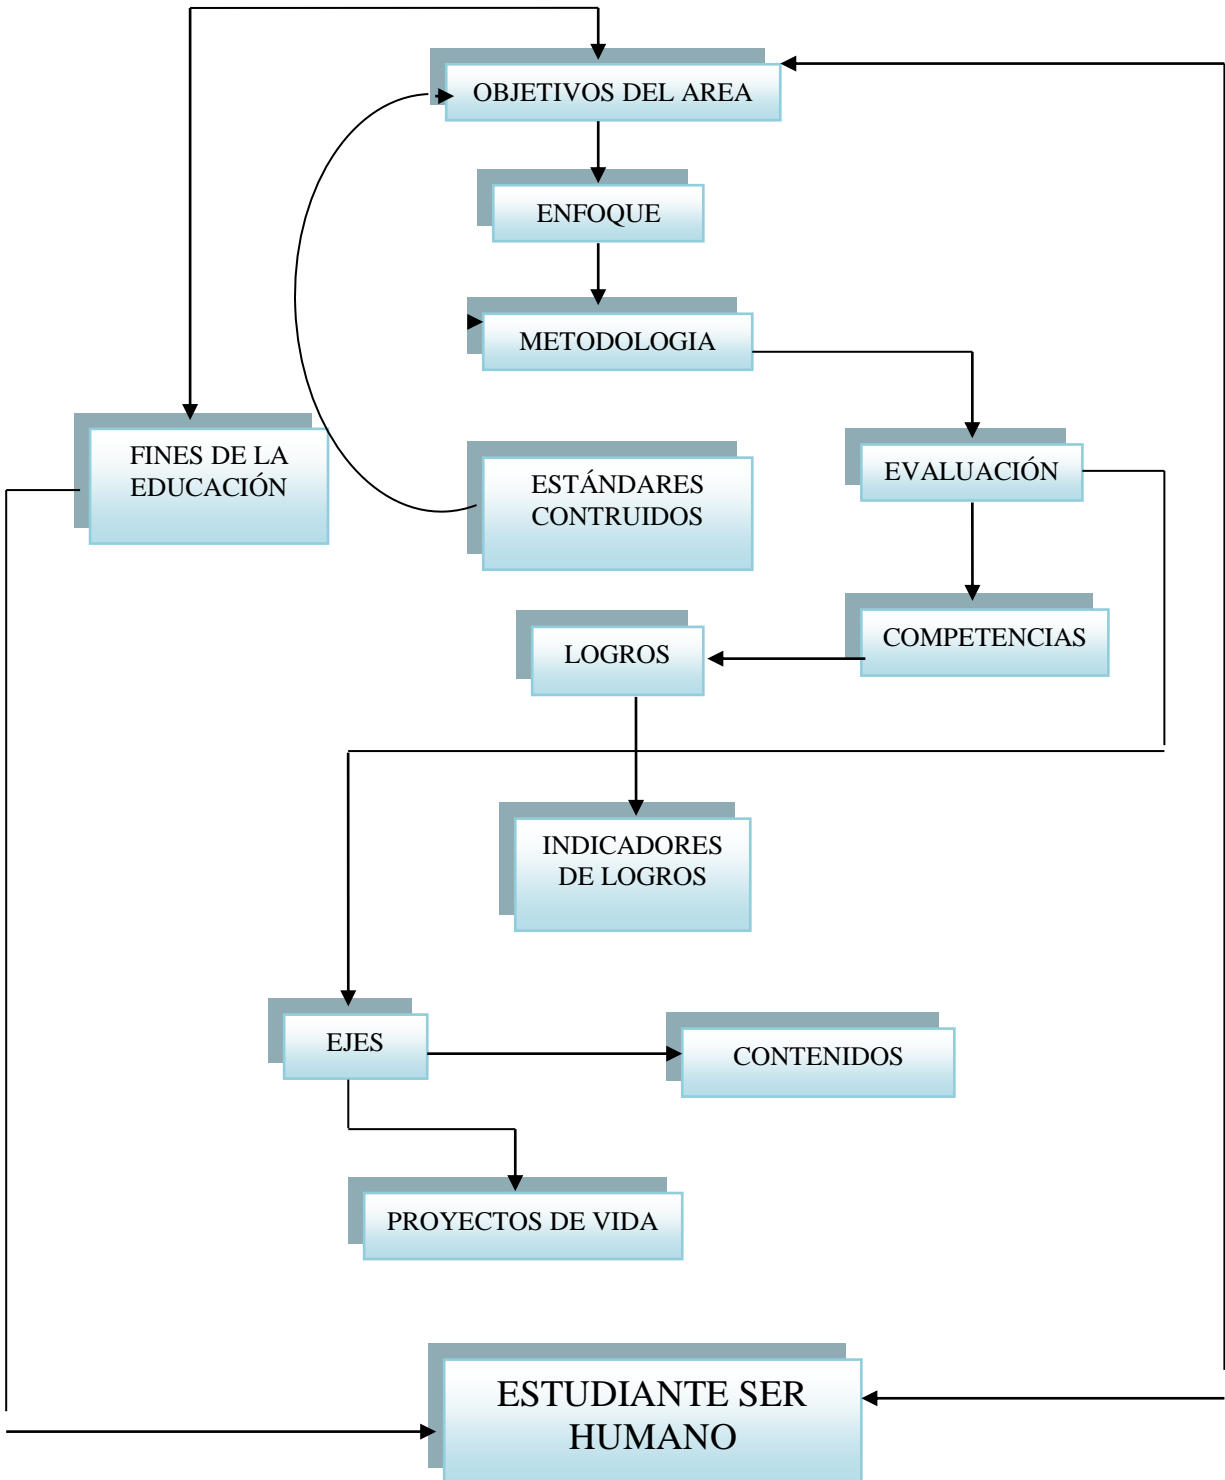 OBJETIVOS DEL AREA
ENFOQUE
METODOLOGIA
FINES DE LA
EDUCACIÓN
ESTÁNDARES
CONTRUIDOS
EVALUACIÓN
COMPETENCIAS
LOGROS
INDICADORES
DE LOGROS
EJES
CONTENIDOS
PROYECTOS DE VIDA
ESTUDIANTE SER
HUMANO